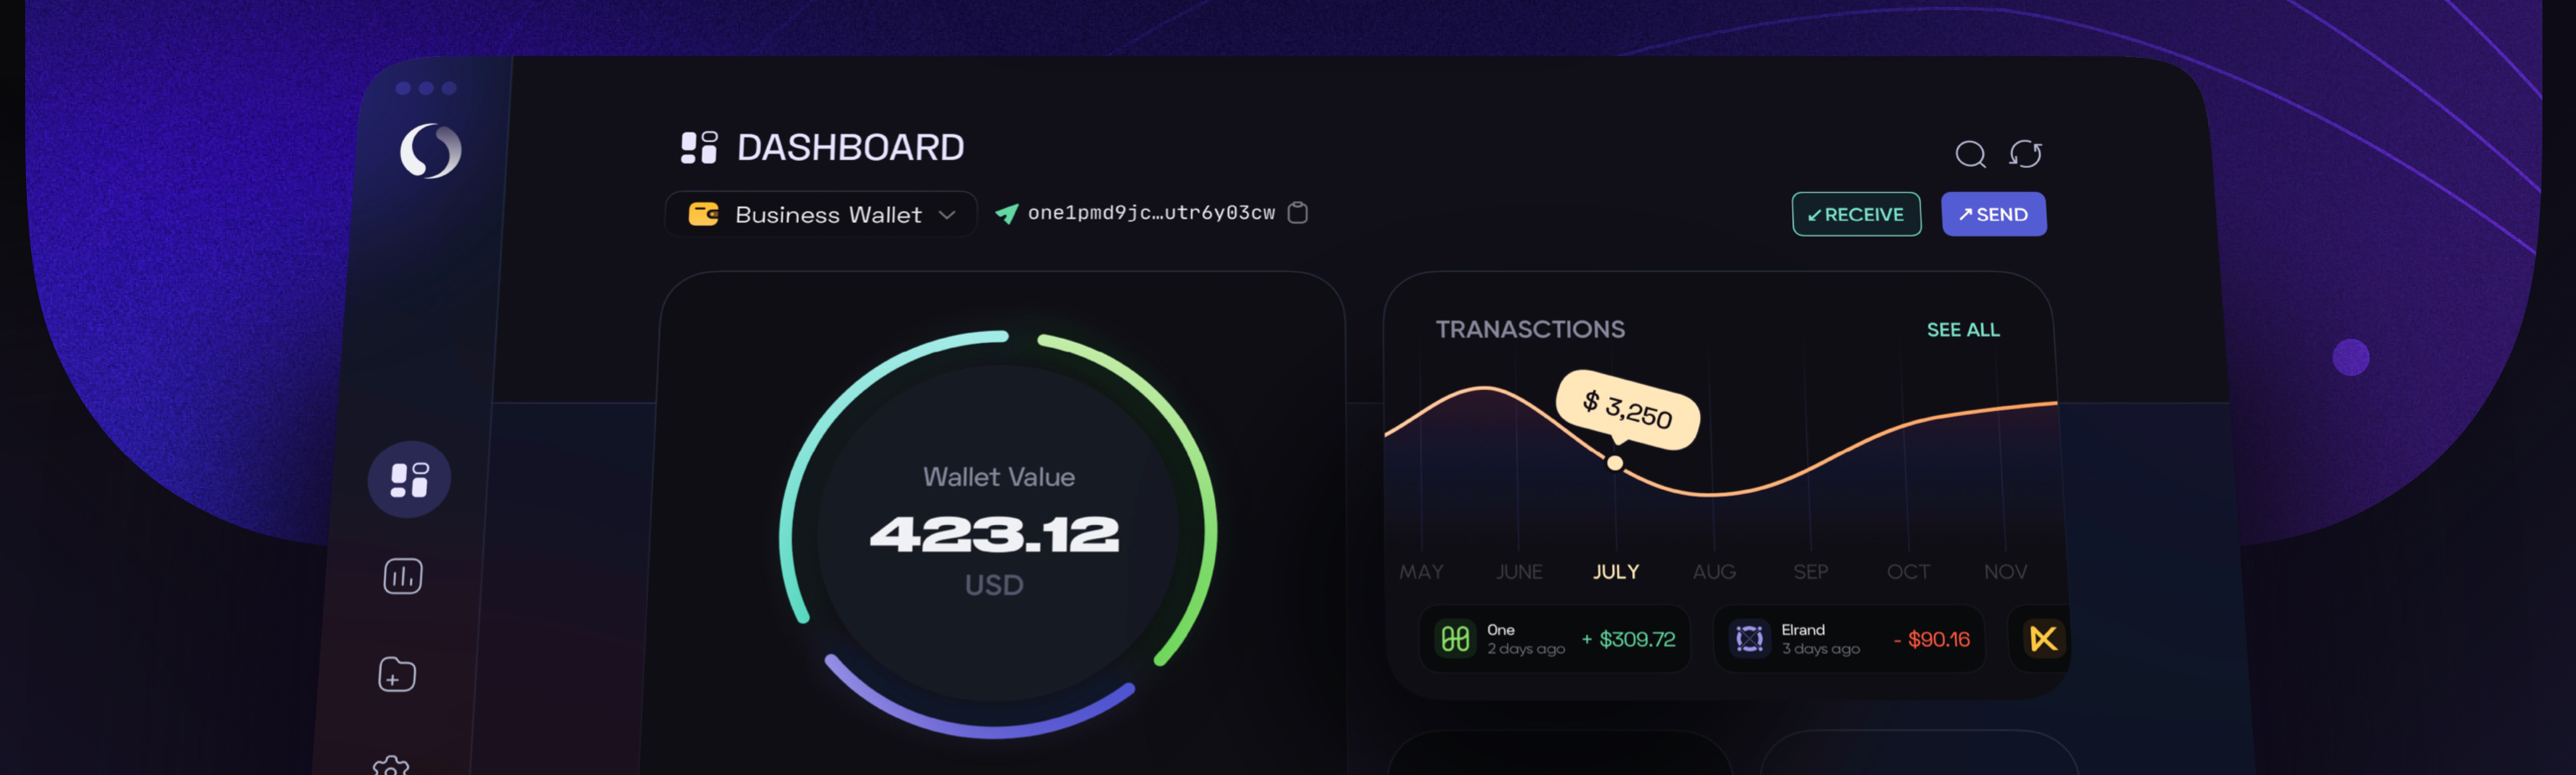 DASHBOARD
Business Wallet
one1pmd9jc…utr6y03cw
↙ RECEIVE
↗ SEND
Wallet Value
423.12
USD
TRANASCTIONS
SEE ALL
$ 3,250
MAY JUNE JULY AUG SEP OCT NOV
One
2 days ago
+ $309.72
Elrand
3 days ago
- $90.16